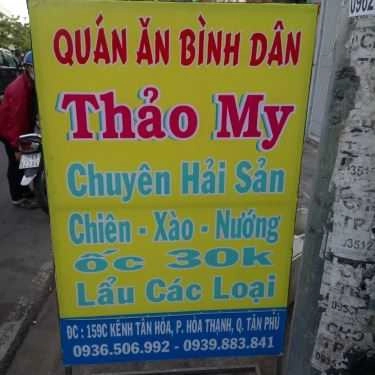 QUÁN ĂN BÌNH DÂN
Thảo My
Chuyên Hải Sản
Chiên - Xào - Nướng
ốc 30k
Lẩu Các Loại
ĐC : 159C KÊNH TÂN HÓA, P. HÒA THẠNH, Q. TÂN PHÚ
0936.506.992 - 0939.883.841